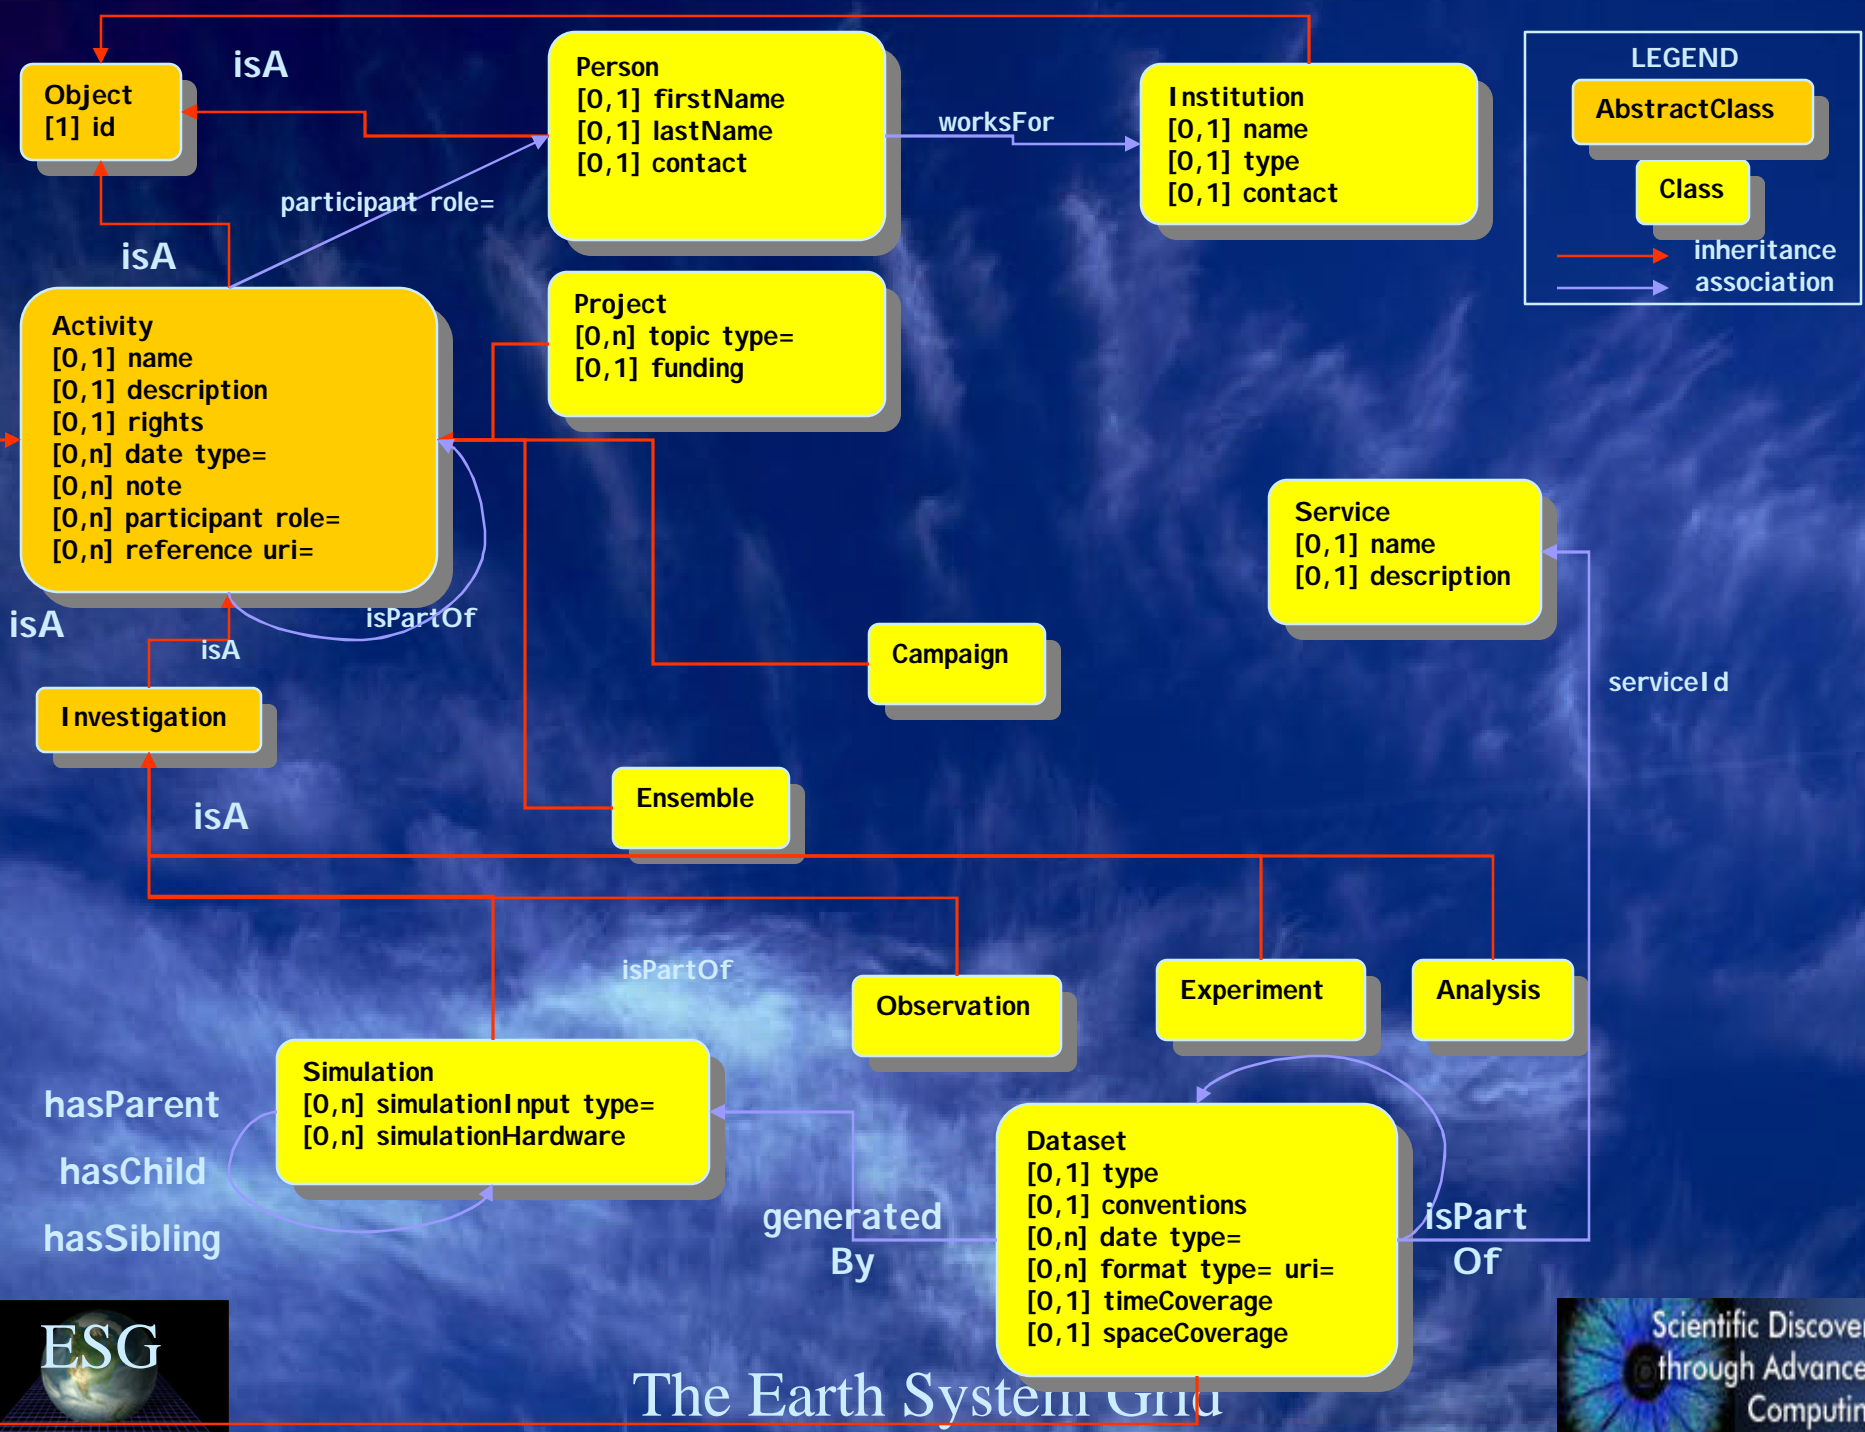 isA
Object
[1] id
Person
[0,1] firstName
[0,1] lastName
[0,1] contact
worksFor
Institution
[0,1] name
[0,1] type
[0,1] contact
LEGEND
AbstractClass
Class
inheritance
association
participant role=
isA
Activity
[0,1] name
[0,1] description
[0,1] rights
[0,n] date type=
[0,n] note
[0,n] participant role=
[0,n] reference uri=
Project
[0,n] topic type=
[0,1] funding
Service
[0,1] name
[0,1] description
isA
isPartOf
isA
Campaign
serviceId
Investigation
isA
Ensemble
isPartOf
Observation
Experiment
Analysis
Simulation
[0,n] simulationInput type=
[0,n] simulationHardware
hasParent
hasChild
hasSibling
generated
By
Dataset
[0,1] type
[0,1] conventions
[0,n] date type=
[0,n] format type= uri=
[0,1] timeCoverage
[0,1] spaceCoverage
isPart
Of
ESG
The Earth System Grid
Scientific Discover
through Advance
Computin